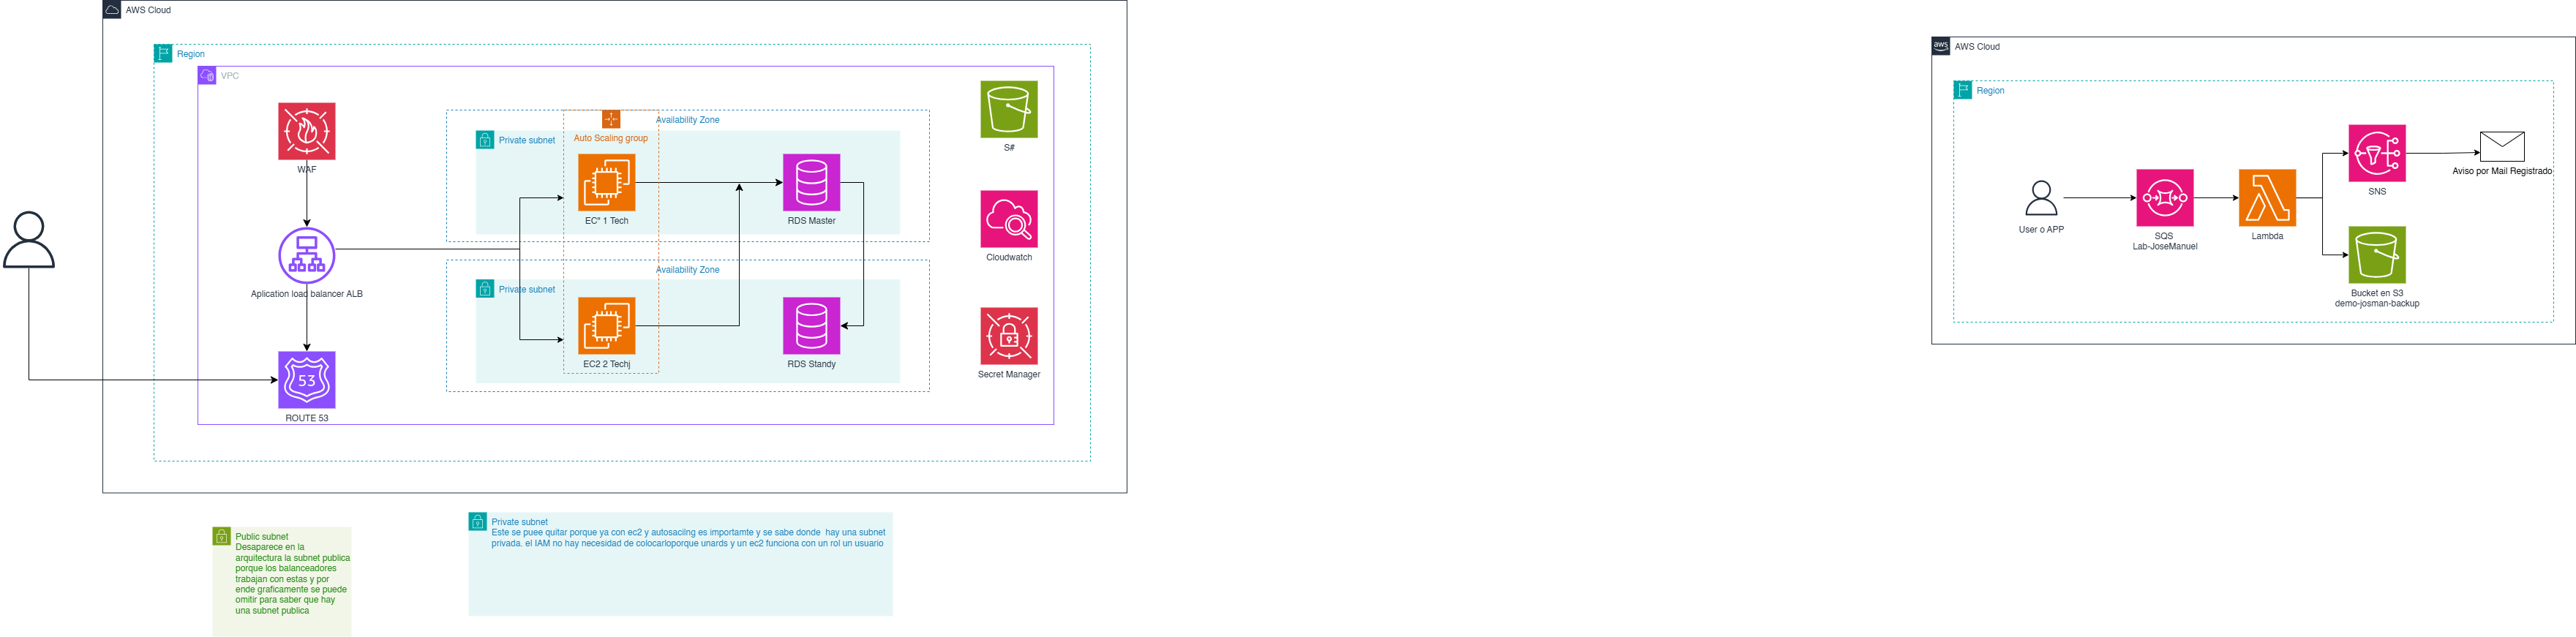 AWS Cloud
Region
VPC
WAF
Aplication load balancer ALB
53
ROUTE 53
Availability Zone
Private subnet
Auto Scaling group
EC" 1 Tech
RDS Master
Availability Zone
Private subnet
EC2 2 Techj
RDS Standy
S#
Cloudwatch
Secret Manager
Public subnet
Desaparece en la
arquitectura la subnet publica
porque los balanceadores
trabajan con estas y por
ende graficamente se puede
omitir para saber que hay
una subnet publica
Private subnet
Este se puee quitar porque ya con ec2 y autosacilng es importamte y se sabe donde hay una subnet
privada. el IAM no hay necesidad de colocarloporque unards y un ec2 funciona con un rol un usuario
aws
AWS Cloud
Region
User o APP
SQS
Lab-JoseManuel
Lambda
SNS
Aviso por Mail Registrado
Bucket en S3
demo-josman-backup